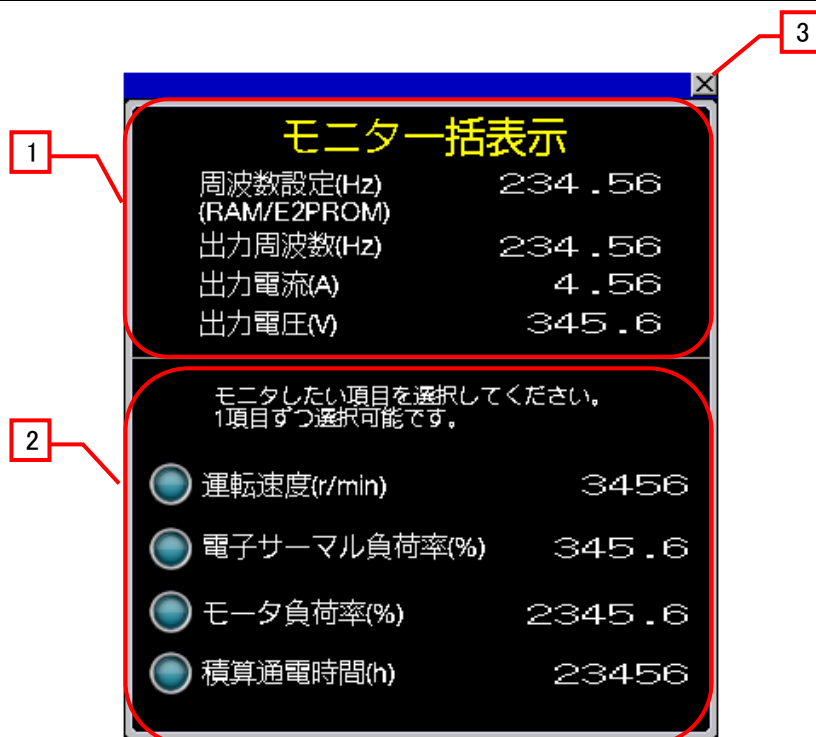 3
1
モニター括表示
周波数設定(Hz) 234.56
(RAM/E2PROM)
出力周波数(Hz) 234.56
出力電流(A) 4.56
出力電圧(V) 345.6
2
モニタしたい項目を選択してください。
1項目ずつ選択可能です。
運転速度(r/min) 3456
電子サーマル負荷率(%) 345.6
モータ負荷率(%) 2345.6
積算通電時間(h) 23456